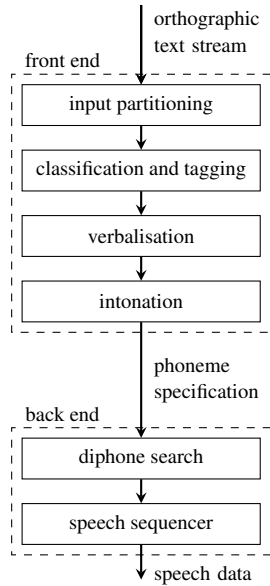 orthographic
text stream
front end
input partitioning
classification and tagging
verbalisation
intonation
phoneme
specification
back end
diphone search
speech sequencer
speech data